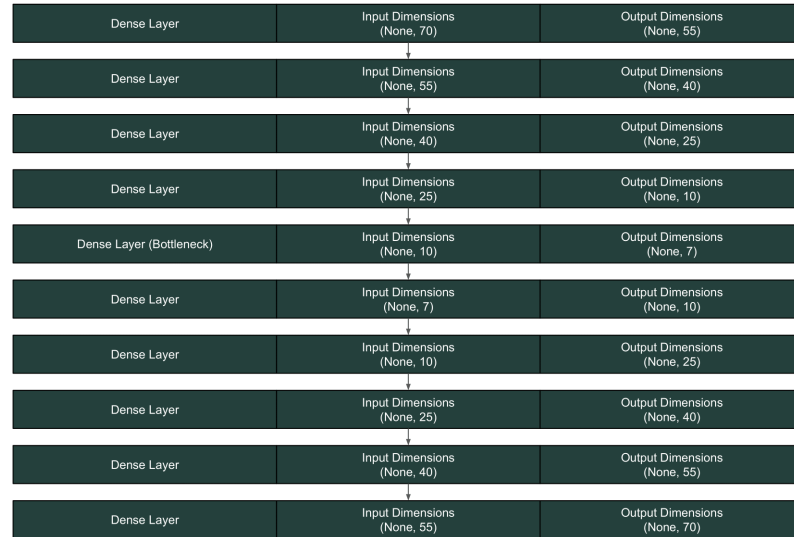 Dense Layer
Input Dimensions
(None, 70)
Output Dimensions
(None, 55)
Dense Layer
Input Dimensions
(None, 55)
Output Dimensions
(None, 40)
Dense Layer
Input Dimensions
(None, 40)
Output Dimensions
(None, 25)
Dense Layer
Input Dimensions
(None, 25)
Output Dimensions
(None, 10)
Dense Layer (Bottleneck)
Input Dimensions
(None, 10)
Output Dimensions
(None, 7)
Dense Layer
Input Dimensions
(None, 7)
Output Dimensions
(None, 10)
Dense Layer
Input Dimensions
(None, 10)
Output Dimensions
(None, 25)
Dense Layer
Input Dimensions
(None, 25)
Output Dimensions
(None, 40)
Dense Layer
Input Dimensions
(None, 40)
Output Dimensions
(None, 55)
Dense Layer
Input Dimensions
(None, 55)
Output Dimensions
(None, 70)